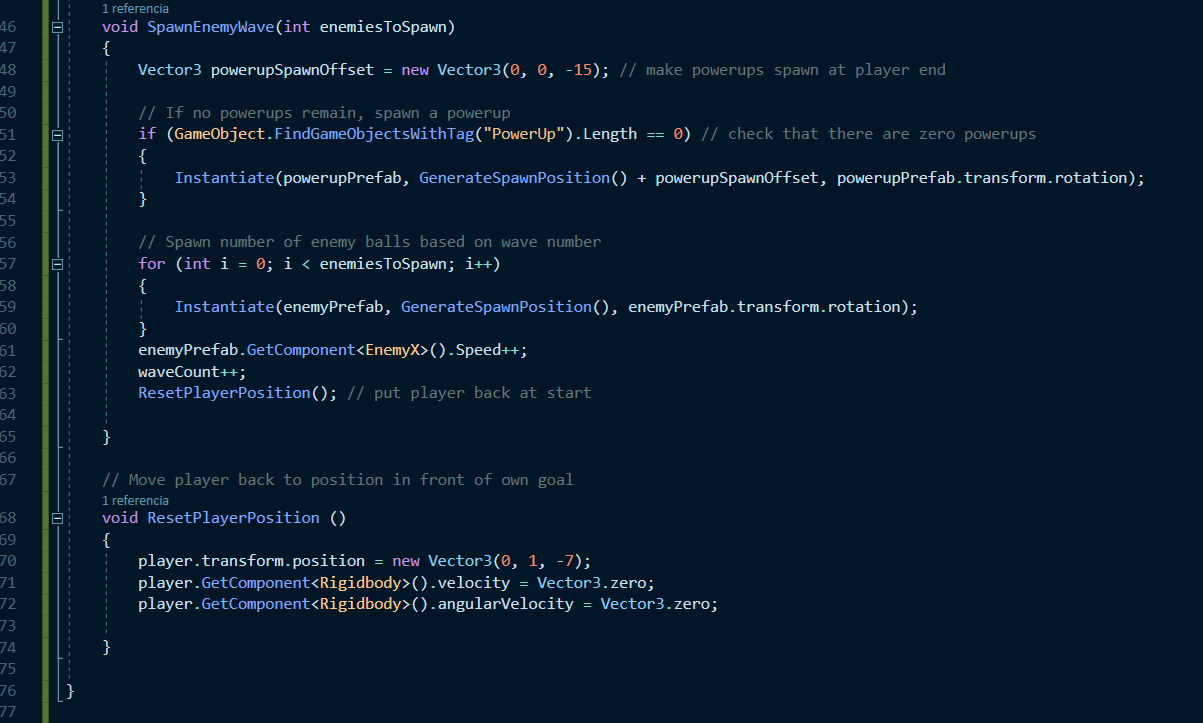 1 referencia
46 void SpawnEnemyWave(int enemiesToSpawn)
47 {
48 Vector3 powerupSpawnOffset = new Vector3(0, 0, -15); // make powerups spawn at player end
49
50 // If no powerups remain, spawn a powerup
51 if (GameObject.FindGameObjectsWithTag("PowerUp").Length == 0) // check that there are zero powerups
52 {
53 Instantiate(powerupPrefab, GenerateSpawnPosition() + powerupSpawnOffset, powerupPrefab.transform.rotation);
54 }
55
56 // Spawn number of enemy balls based on wave number
57 for (int i = 0; i < enemiesToSpawn; i++)
58 {
59 Instantiate(enemyPrefab, GenerateSpawnPosition(), enemyPrefab.transform.rotation);
60 }
61 enemyPrefab.GetComponent<EnemyX>().Speed++;
62 waveCount++;
63 ResetPlayerPosition(); // put player back at start
64
65 }
66
67 // Move player back to position in front of own goal
1 referencia
68 void ResetPlayerPosition ()
69 {
70 player.transform.position = new Vector3(0, 1, -7);
71 player.GetComponent<Rigidbody>().velocity = Vector3.zero;
72 player.GetComponent<Rigidbody>().angularVelocity = Vector3.zero;
73
74 }
75
76 }
77